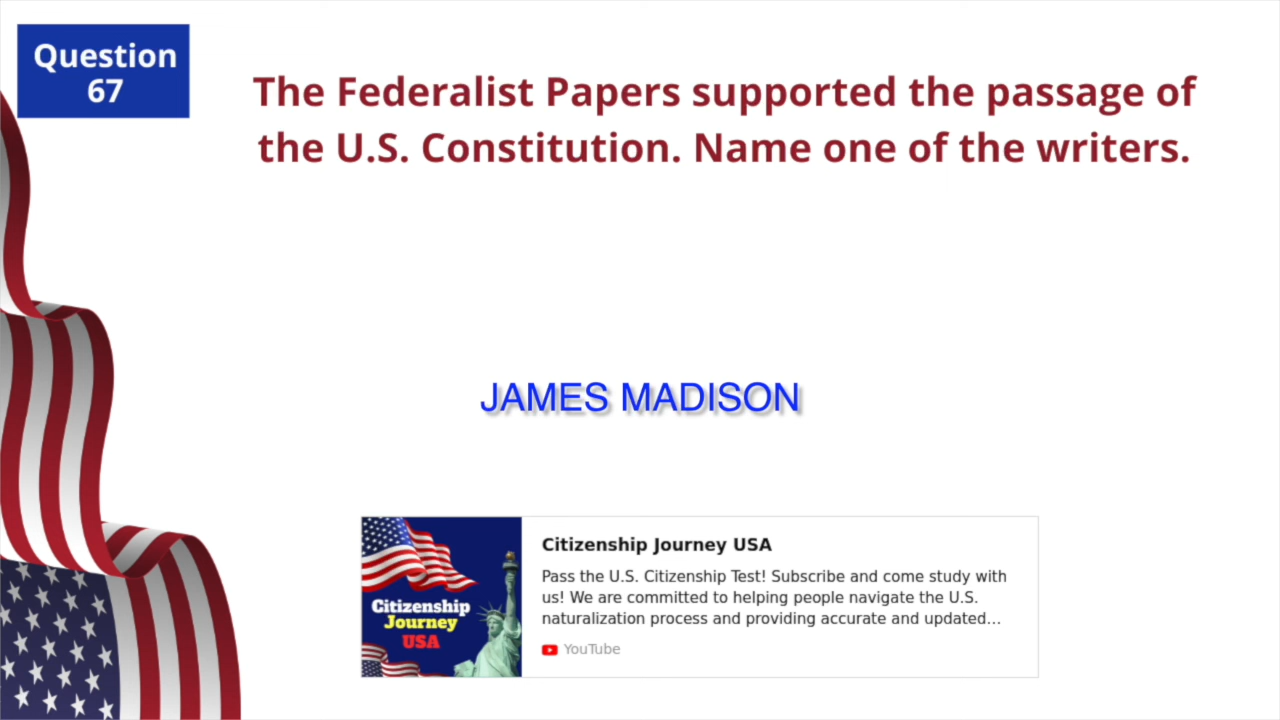 Question
67
The Federalist Papers supported the passage of
the U.S. Constitution. Name one of the writers.
JAMES MADISON
Citizenship
Journey
USA
Citizenship Journey USA
Pass the U.S. Citizenship Test! Subscribe and come study with
us! We are committed to helping people navigate the U.S.
naturalization process and providing accurate and updated...
YouTube